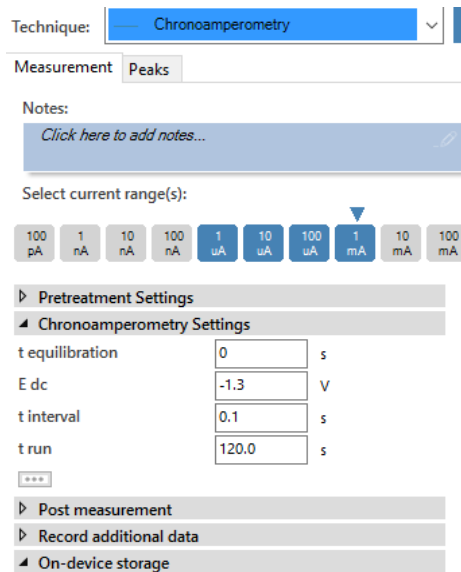 Technique: Chronoamperometry
Measurement Peaks
Notes:
Click here to add notes...
Select current range(s):
100 pA 1 nA 10 nA 100 nA 1 uA 10 uA 100 uA 1 mA 10 mA 100 mA
Pretreatment Settings
Chronoamperometry Settings
t equilibration 0 s
E dc -1.3 V
t interval 0.1 s
t run 120.0 s
Post measurement
Record additional data
On-device storage